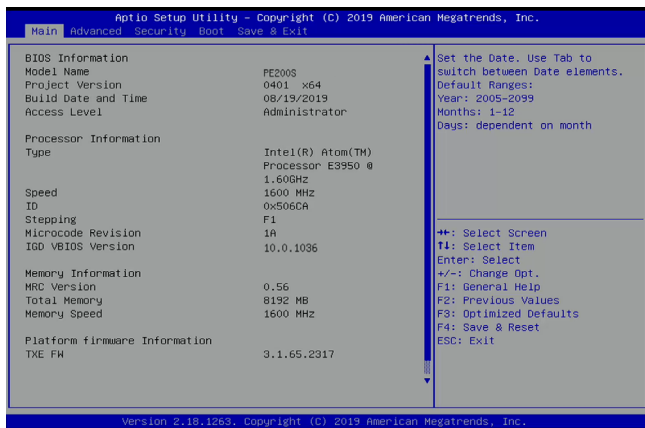 Aptio Setup Utility – Copyright (C) 2019 American Megatrends, Inc.
Main Advanced Security Boot Save & Exit
BIOS Information
Model Name PE200S
Project Version 0401 x64
Build Date and Time 08/19/2019
Access Level Administrator
Processor Information
Type Intel(R) Atom(TM)
Processor E3950 @
1.60GHz
Speed 1600 MHz
ID 0x506CA
Stepping F1
Microcode Revision 1A
IGD VBIOS Version 10.0.1036
Memory Information
MRC Version 0.56
Total Memory 8192 MB
Memory Speed 1600 MHz
Platform firmware Information
TXE FW 3.1.65.2317
Set the Date. Use Tab to
switch between Date elements.
Default Ranges:
Year: 2005-2099
Months: 1-12
Days: dependent on month
→←: Select Screen
↑↓: Select Item
Enter: Select
+/-: Change Opt.
F1: General Help
F2: Previous Values
F3: Optimized Defaults
F4: Save & Reset
ESC: Exit
Version 2.18.1263. Copyright (C) 2019 American Megatrends, Inc.